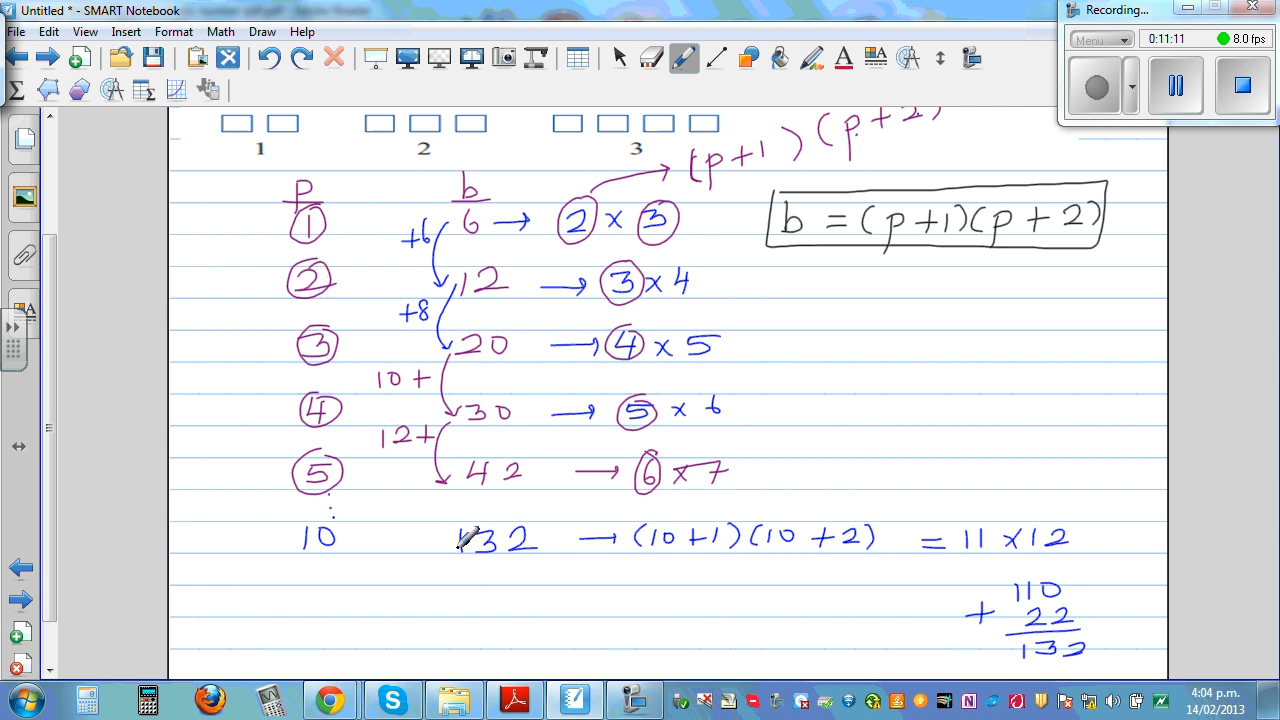 Untitled * - SMART Notebook
Recording...
File Edit View Insert Format Math Draw Help
Menu 0:11:11 8.0 fps
1 2 3
(p+1) (p+2)
p b
1 6 → 2 x 3
b = (p+1)(p+2)
+6
2 12 → 3 x 4
+8
3 20 → 4 x 5
10 +
4 30 → 5 x 6
12+
5 42 → 6 x 7
10 132 → (10+1)(10+2) = 11 x 12
110
+ 22
132
4:04 p.m.
14/02/2013